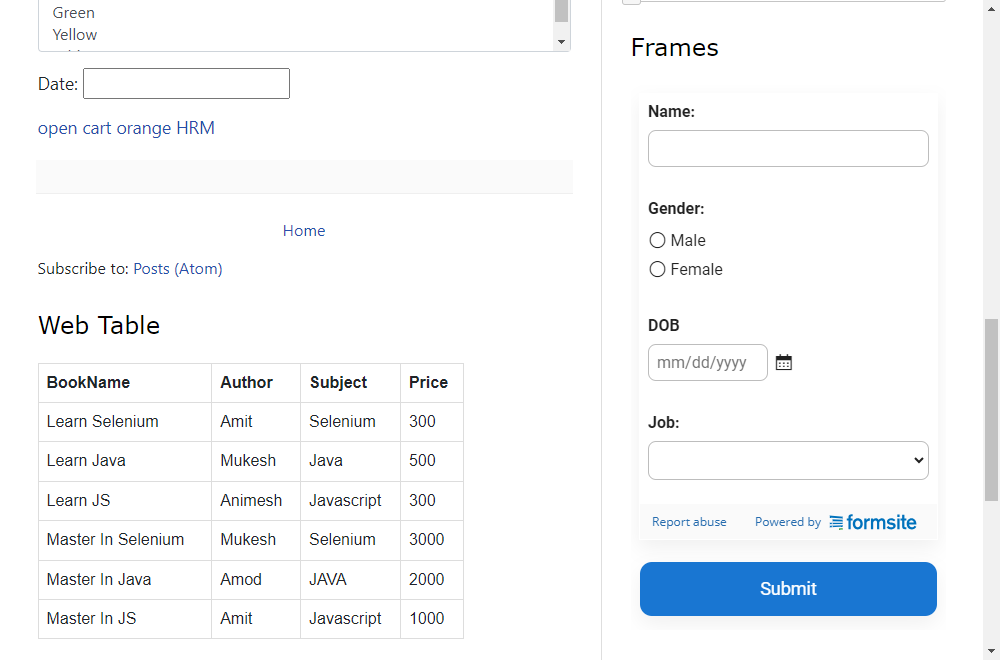 Green
Yellow
Date:
open cart orange HRM
Home
Subscribe to: Posts (Atom)
Web Table
BookName Author Subject Price
Learn Selenium Amit Selenium 300
Learn Java Mukesh Java 500
Learn JS Animesh Javascript 300
Master In Selenium Mukesh Selenium 3000
Master In Java Amod JAVA 2000
Master In JS Amit Javascript 1000
Frames
Name:
Gender:
Male
Female
DOB
mm/dd/yyyy
Job:
Report abuse Powered by formsite
Submit